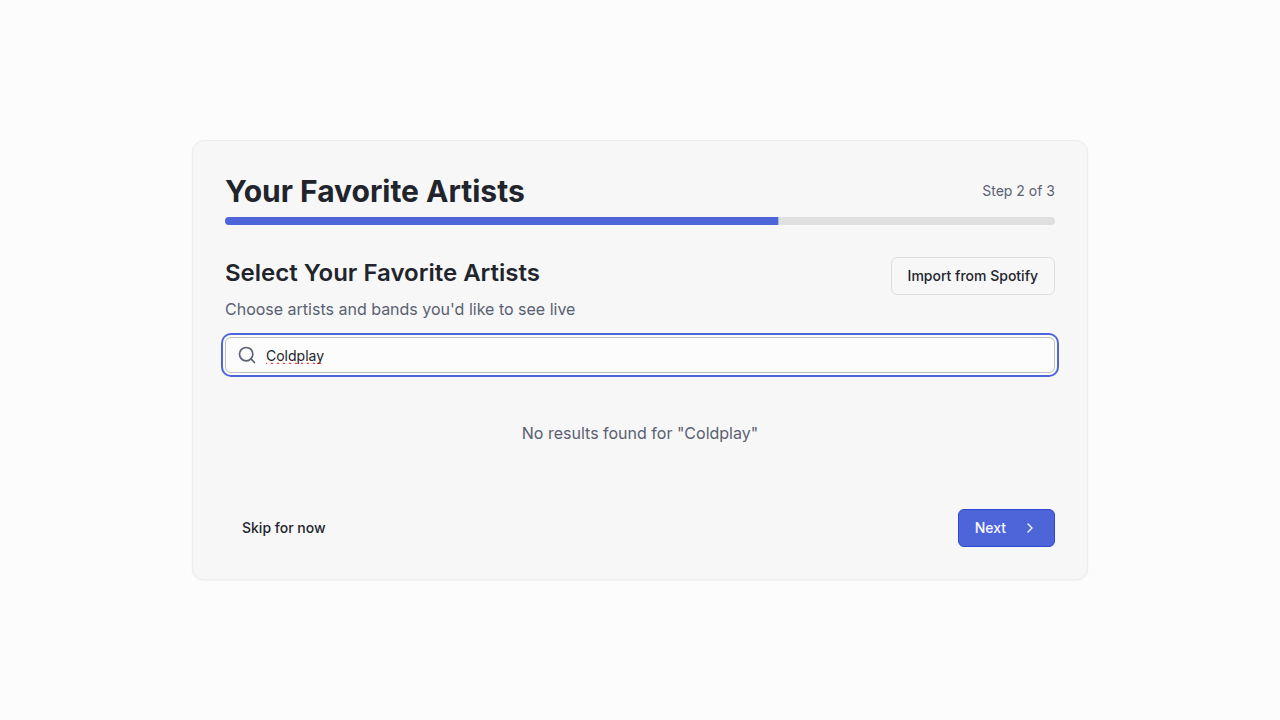 Your Favorite Artists
Step 2 of 3
Select Your Favorite Artists
Import from Spotify
Choose artists and bands you'd like to see live
Coldplay
No results found for "Coldplay"
Skip for now
Next